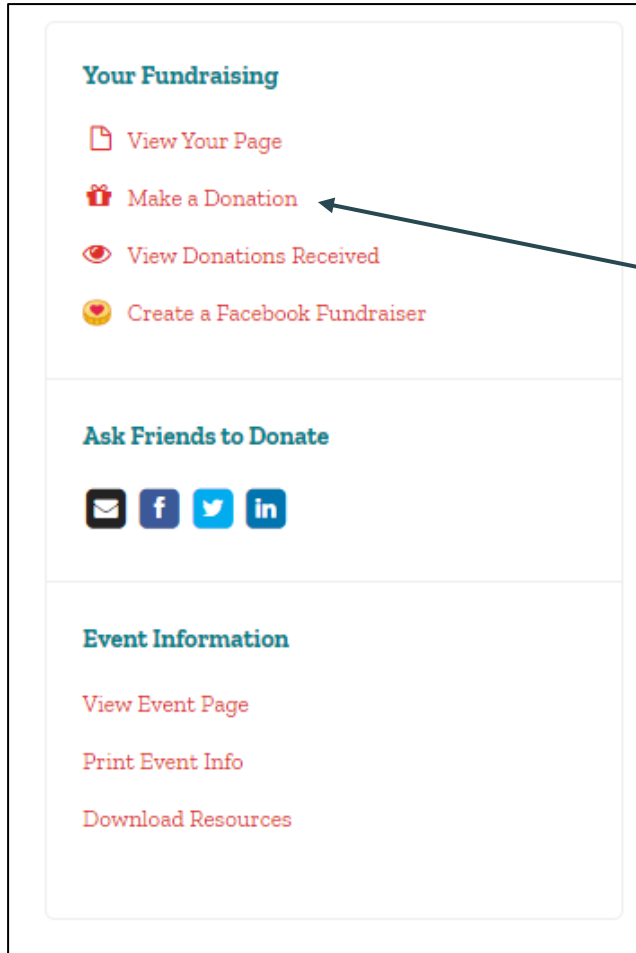 Your Fundraising
View Your Page
Make a Donation
View Donations Received
Create a Facebook Fundraiser
Ask Friends to Donate
Event Information
View Event Page
Print Event Info
Download Resources